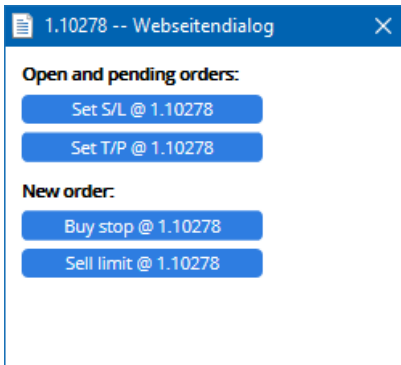 1.10278 -- Webseitendialog
Open and pending orders:
Set S/L @ 1.10278
Set T/P @ 1.10278
New order:
Buy stop @ 1.10278
Sell limit @ 1.10278